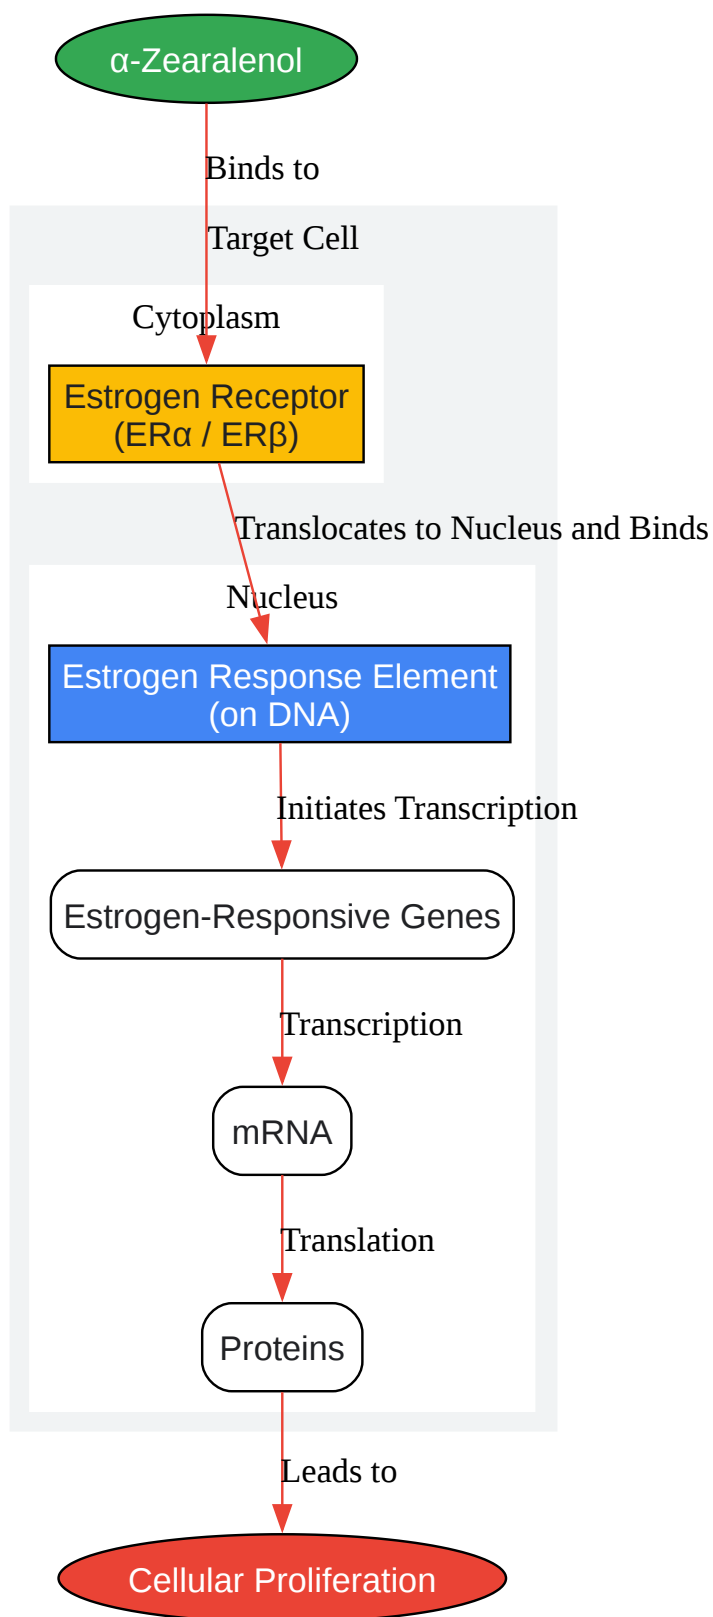 α-Zearalenol
Binds to
Target Cell
Cytoplasm
Estrogen Receptor
(ERα / ERβ)
Translocates to Nucleus and Binds
Nucleus
Estrogen Response Element
(on DNA)
Initiates Transcription
Estrogen-Responsive Genes
Transcription
mRNA
Translation
Proteins
Leads to
Cellular Proliferation